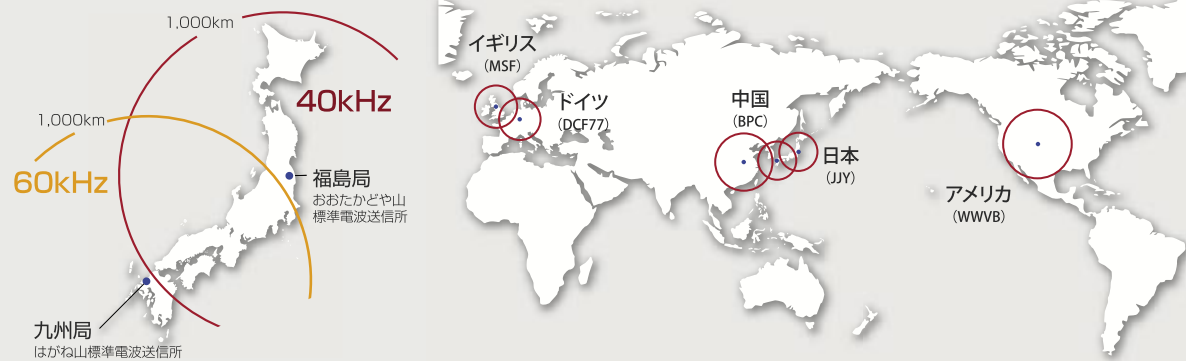 1,000km
40kHz
1,000km
60kHz
福島局
おおたかどや山
標準電波送信所
九州局
はがね山標準電波送信所
イギリス
(MSF)
ドイツ
(DCF77)
中国
(BPC)
日本
(JJY)
アメリカ
(WWVB)